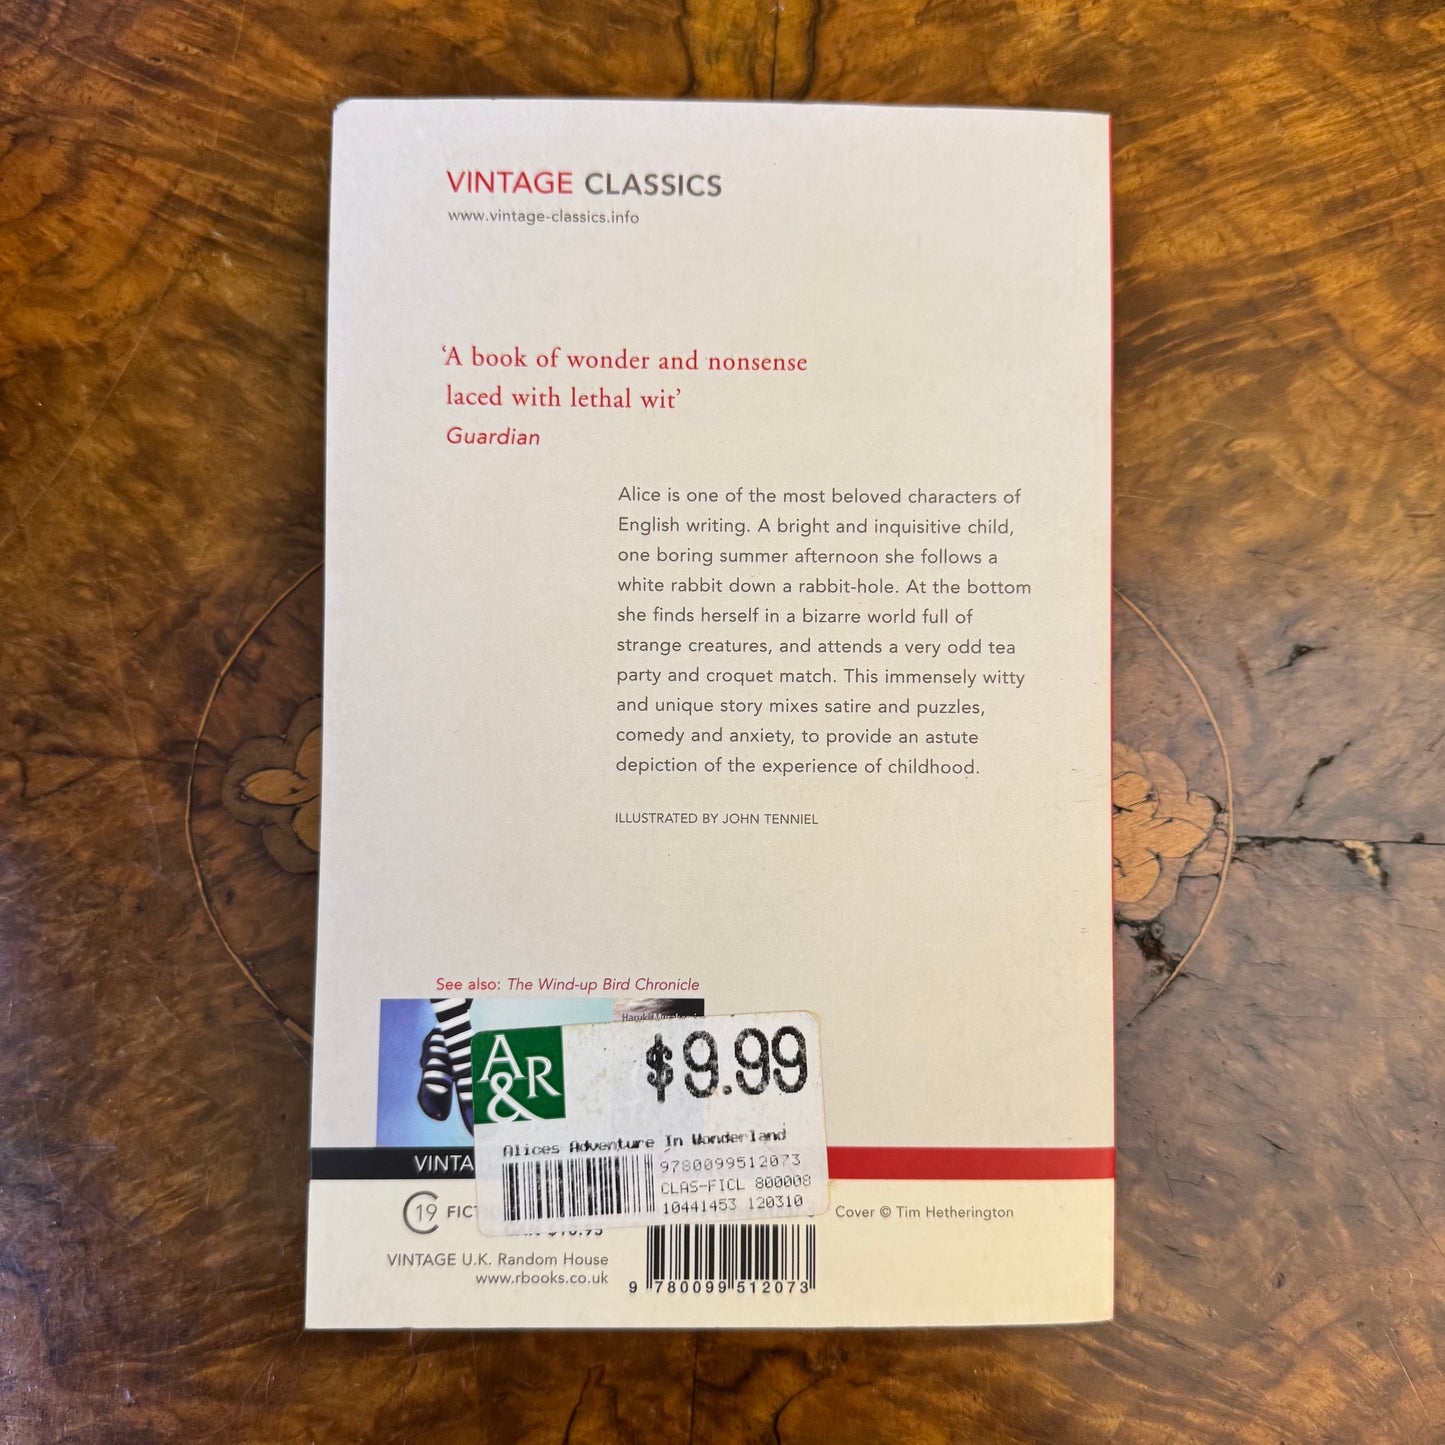 VINTAGE CLASSICS
www.vintage-classics.info
‘A book of wonder and nonsense
laced with lethal wit’
Guardian
Alice is one of the most beloved characters of
English writing. A bright and inquisitive child,
one boring summer afternoon she follows a
white rabbit down a rabbit-hole. At the bottom
she finds herself in a bizarre world full of
strange creatures, and attends a very odd tea
party and croquet match. This immensely witty
and unique story mixes satire and puzzles,
comedy and anxiety, to provide an astute
depiction of the experience of childhood.
ILLUSTRATED BY JOHN TENNIEL
See also: The Wind-up Bird Chronicle
Haruki Murakami
A&R
$9.99
Alices Adventure In Wonderland
9780099512073
CLAS-FICL 800008
10441453 120310
VINTA
C19 FICT
Cover © Tim Hetherington
VINTAGE U.K. Random House
www.rbooks.co.uk
9 780099 512073